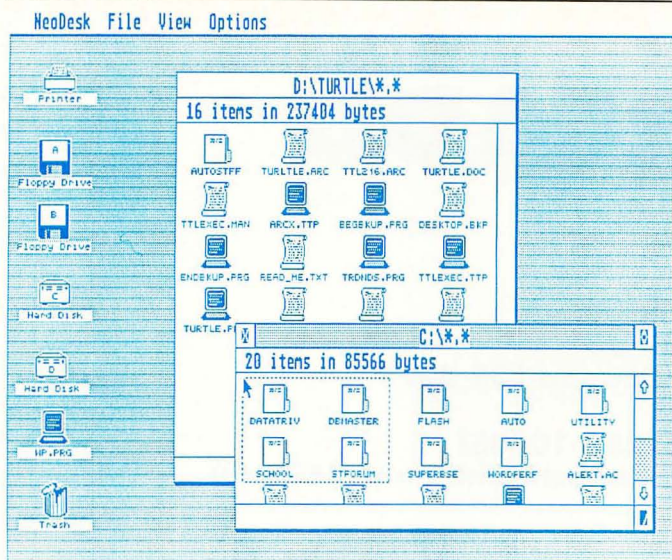 NeoDesk File View Options
Printer
A
Floppy Drive
B
Floppy Drive
C
Hard Disk
D
Hard Disk
WP.PRG
Trash
D:\TURTLE\*.*
16 items in 237404 bytes
AUTOSTFF TURLTLE.ARC TTL216.ARC TURTLE.DOC
TTLEXEC.MAN ARCX.TTP BEGBKUP.PRG DESKTOP.BKP
ENDBKUP.PRG READ_ME.TXT TRDNDS.PRG TTLEXEC.TTP
C:\*.*
20 items in 85566 bytes
DATATRIV DBMASTER FLASH AUTO UTILITY
SCHOOL STFORUM SUPERBSE WORDPERF ALERT.AC